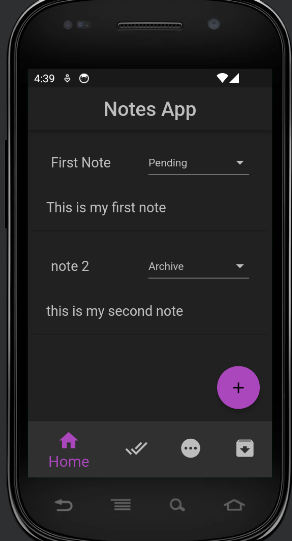 4:39
Notes App
First Note
Pending
This is my first note
note 2
Archive
this is my second note
Home